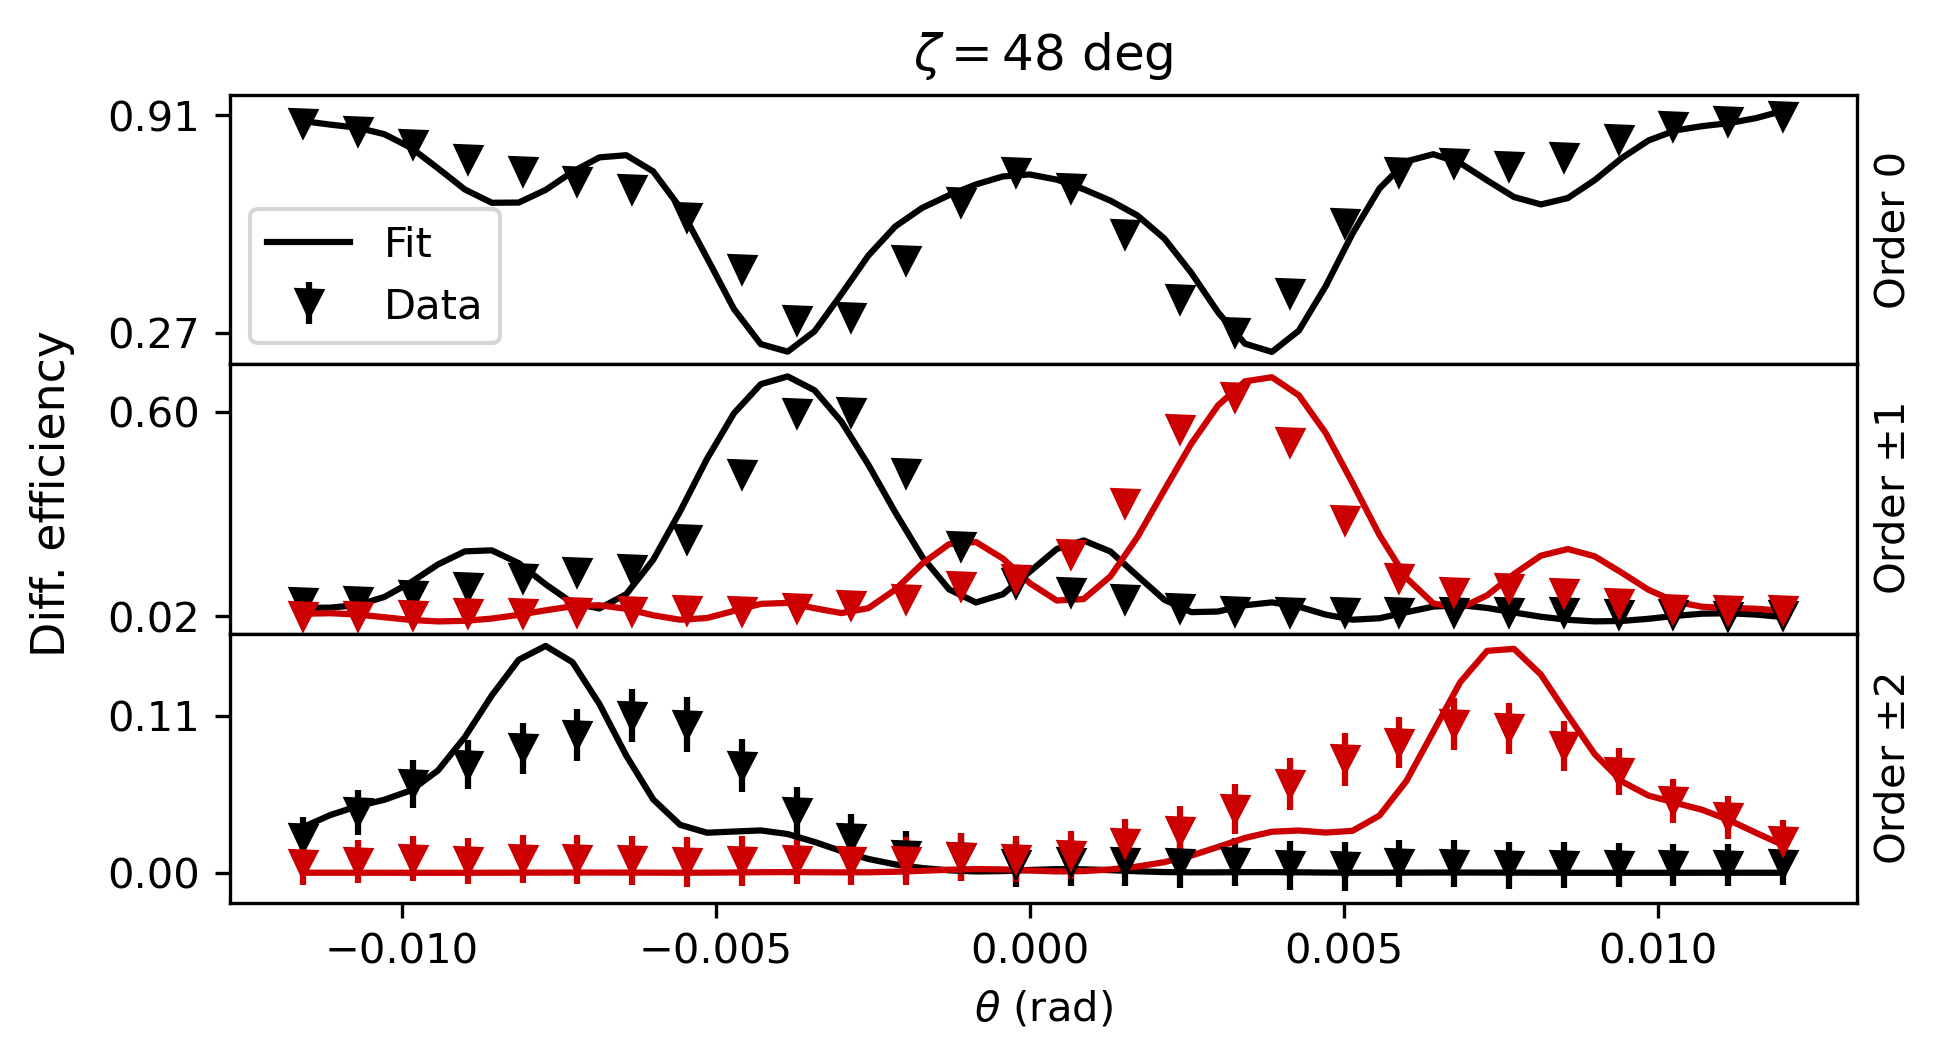 ζ = 48 deg
0.91
0.27
Fit
Data
Order 0
0.60
0.02
Order ±1
0.11
0.00
Order ±2
Diff. efficiency
−0.010 −0.005 0.000 0.005 0.010
θ (rad)